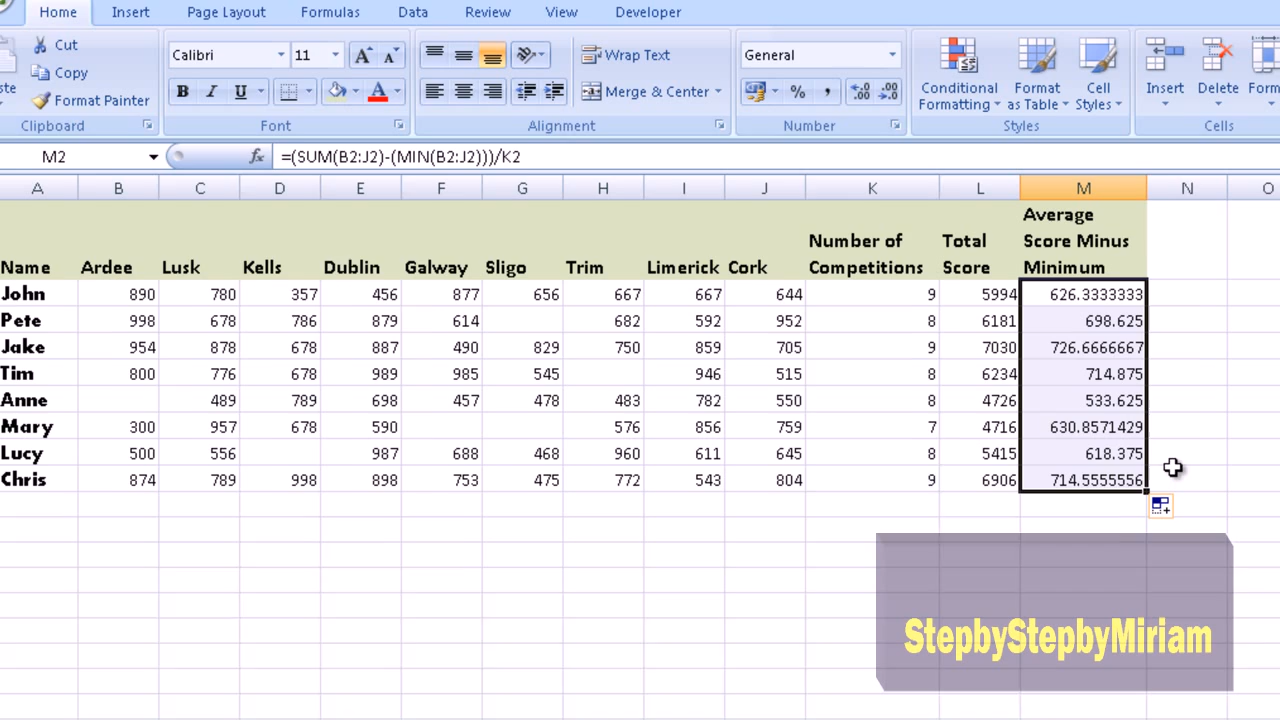 Home Insert Page Layout Formulas Data Review View Developer
Cut
Copy
Format Painter
Clipboard
Calibri 11
B I U
Font
Wrap Text
Merge & Center
Alignment
General
Number
Conditional Formatting
Format as Table
Cell Styles
Styles
Insert Delete
Cells
M2 fx =(SUM(B2:J2)-(MIN(B2:J2)))/K2
A B C D E F G H I J K L M N O
Name Ardee Lusk Kells Dublin Galway Sligo Trim Limerick Cork Number of Competitions Total Score Average Score Minus Minimum
John 890 780 357 456 877 656 667 667 644 9 5994 626.3333333
Pete 998 678 786 879 614 682 592 952 8 6181 698.625
Jake 954 878 678 887 490 829 750 859 705 9 7030 726.6666667
Tim 800 776 678 989 985 545 946 515 8 6234 714.875
Anne 489 789 698 457 478 483 782 550 8 4726 533.625
Mary 300 957 678 590 576 856 759 7 4716 630.8571429
Lucy 500 556 987 688 468 960 611 645 8 5415 618.375
Chris 874 789 998 898 753 475 772 543 804 9 6906 714.5555556
StepbyStepbyMiriam